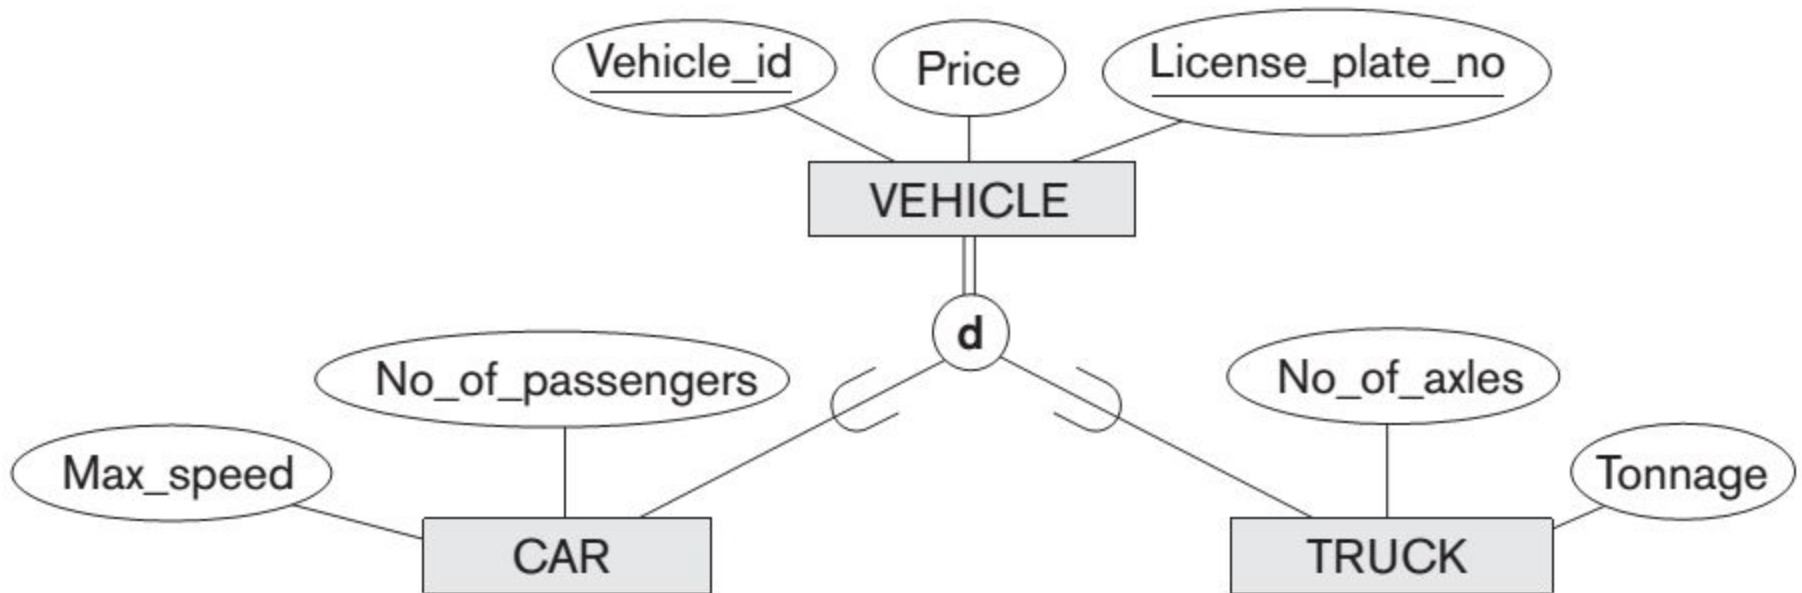 Vehicle_id
Price
License_plate_no
VEHICLE
d
No_of_passengers
No_of_axles
Max_speed
Tonnage
CAR
TRUCK